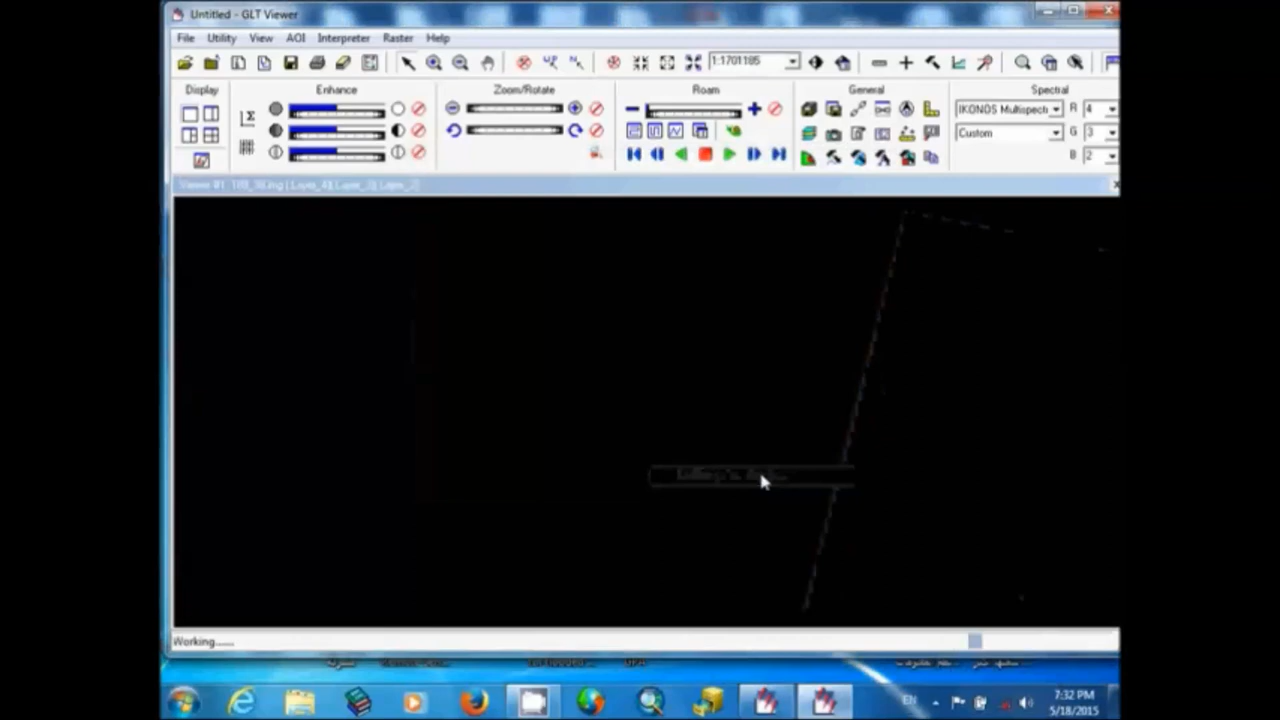 Untitled - GLT Viewer
File Utility View AOI Interpreter Raster Help
1:1701185
Display Enhance Zoom/Rotate Roam General Spectral
IKONOS Multispect R 4
Custom G 3
B 2
Working......
EN
7:32 PM
5/18/2015